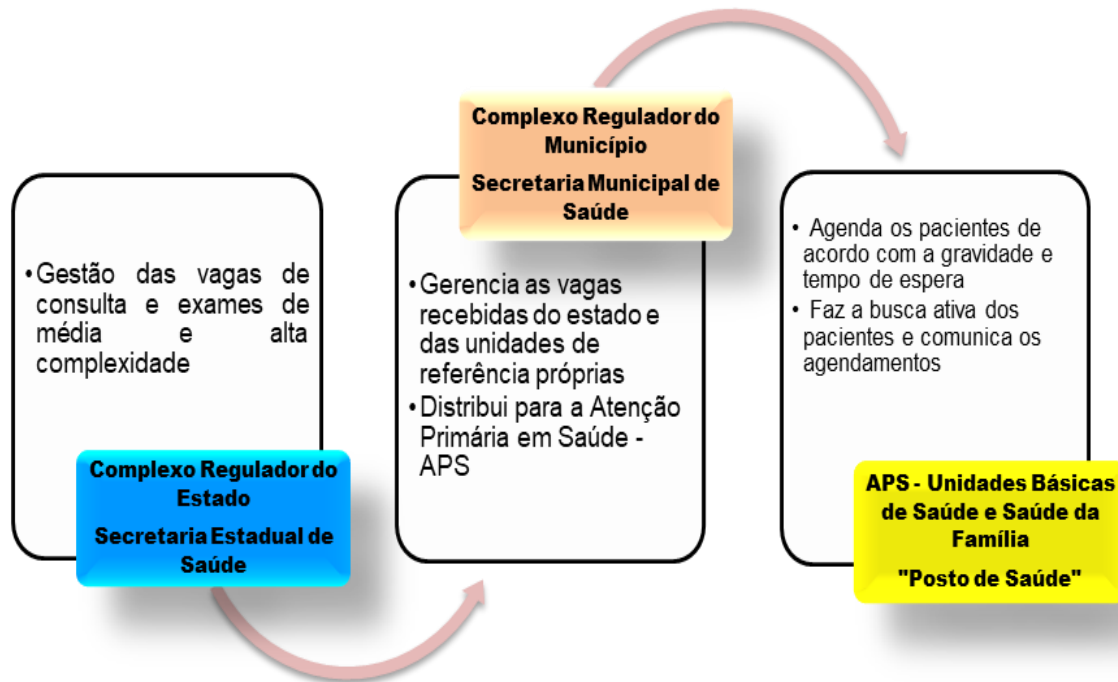 •Gestão das vagas de
consulta e exames de
média e alta
complexidade
Complexo Regulador do
Estado
Secretaria Estadual de
Saúde
Complexo Regulador do
Município
Secretaria Municipal de
Saúde
•Gerencia as vagas
recebidas do estado e
das unidades de
referência próprias
•Distribui para a Atenção
Primária em Saúde -
APS
• Agenda os pacientes de
acordo com a gravidade e
tempo de espera
• Faz a busca ativa dos
pacientes e comunica os
agendamentos
APS - Unidades Básicas
de Saúde e Saúde da
Família
"Posto de Saúde"